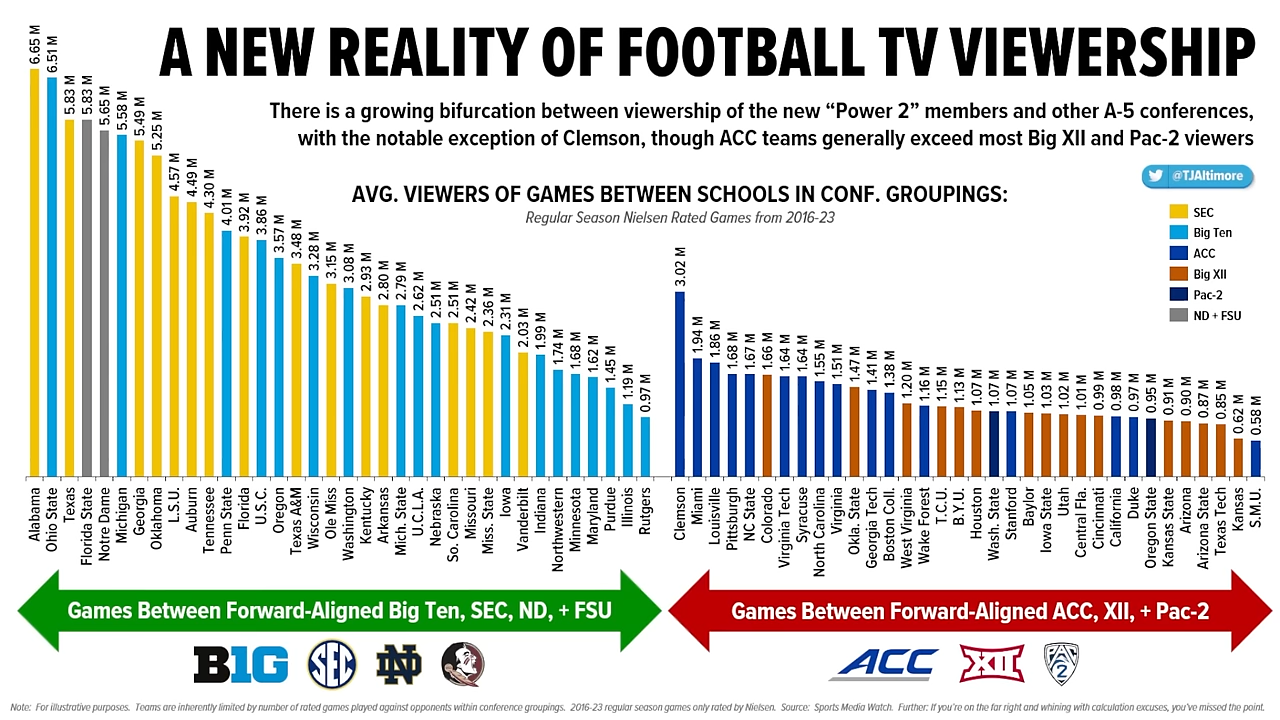 A NEW REALITY OF FOOTBALL TV VIEWERSHIP
There is a growing bifurcation between viewership of the new “Power 2” members and other A-5 conferences,
with the notable exception of Clemson, though ACC teams generally exceed most Big XII and Pac-2 viewers
@TJAltimore
AVG. VIEWERS OF GAMES BETWEEN SCHOOLS IN CONF. GROUPINGS:
Regular Season Nielsen Rated Games from 2016-23
SEC
Big Ten
ACC
Big XII
Pac-2
ND + FSU
6.65 M
6.51 M
5.83 M
5.83 M
5.65 M
5.58 M
5.49 M
5.25 M
4.57 M
4.49 M
4.30 M
4.01 M
3.92 M
3.86 M
3.57 M
3.48 M
3.28 M
3.15 M
3.08 M
2.93 M
2.80 M
2.79 M
2.62 M
2.51 M
2.51 M
2.42 M
2.36 M
2.31 M
2.03 M
1.99 M
1.74 M
1.68 M
1.62 M
1.45 M
1.19 M
0.97 M
3.02 M
1.94 M
1.86 M
1.68 M
1.67 M
1.66 M
1.64 M
1.64 M
1.55 M
1.51 M
1.47 M
1.41 M
1.38 M
1.20 M
1.16 M
1.15 M
1.13 M
1.07 M
1.07 M
1.07 M
1.05 M
1.03 M
1.02 M
1.01 M
0.99 M
0.98 M
0.97 M
0.95 M
0.91 M
0.90 M
0.87 M
0.85 M
0.62 M
0.58 M
Alabama
Ohio State
Texas
Florida State
Notre Dame
Michigan
Georgia
Oklahoma
L.S.U.
Auburn
Tennessee
Penn State
Florida
U.S.C.
Oregon
Texas A&M
Wisconsin
Ole Miss
Washington
Kentucky
Arkansas
Mich. State
U.C.L.A.
Nebraska
So. Carolina
Missouri
Miss. State
Iowa
Vanderbilt
Indiana
Northwestern
Minnesota
Maryland
Purdue
Illinois
Rutgers
Clemson
Miami
Louisville
Pittsburgh
NC State
Colorado
Virginia Tech
Syracuse
North Carolina
Virginia
Okla. State
Georgia Tech
Boston Coll.
West Virginia
Wake Forest
T.C.U.
B.Y.U.
Houston
Wash. State
Stanford
Baylor
Iowa State
Utah
Central Fla.
Cincinnati
California
Duke
Oregon State
Kansas State
Arizona
Arizona State
Texas Tech
Kansas
S.M.U.
Games Between Forward-Aligned Big Ten, SEC, ND, + FSU
Games Between Forward-Aligned ACC, XII, + Pac-2
B1G
SEC
ND
ACC
XII
2
Note: For illustrative purposes. Teams are inherently limited by number of rated games played against opponents within conference groupings. 2016-23 regular season games only rated by Nielsen. Source: Sports Media Watch. Further: If you're on the far right and whining with calculation excuses, you've missed the point.